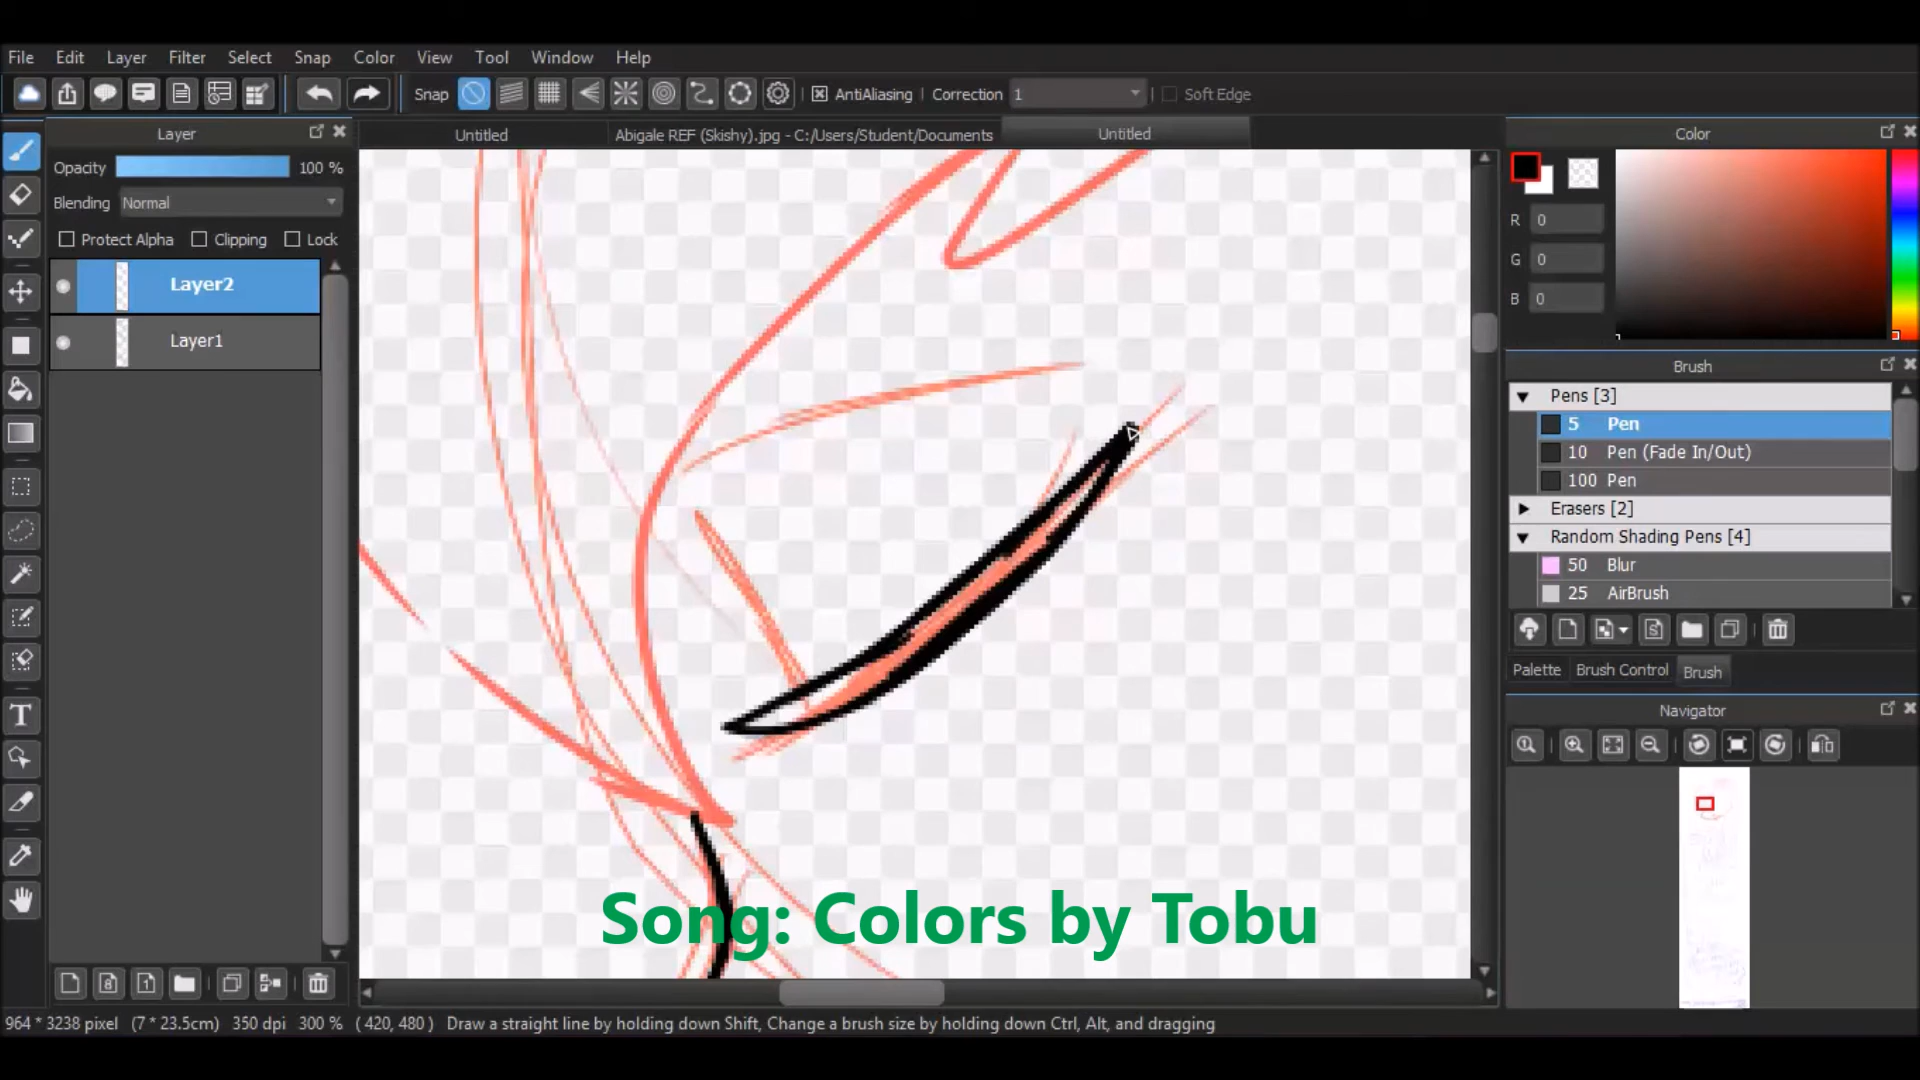 File Edit Layer Filter Select Snap Color View Tool Window Help
Snap AntiAliasing Correction 1 Soft Edge
Layer
Opacity 100 %
Blending Normal
Protect Alpha Clipping Lock
Layer2
Layer1
Untitled Abigale REF (Skishy).jpg - C:/Users/Student/Documents Untitled
Song: Colors by Tobu
Color
R 0
G 0
B 0
Brush
Pens [3]
5 Pen
10 Pen (Fade In/Out)
100 Pen
Erasers [2]
Random Shading Pens [4]
50 Blur
25 AirBrush
Palette Brush Control Brush
Navigator
964 * 3238 pixel (7 * 23.5cm) 350 dpi 300 % ( 420, 480 ) Draw a straight line by holding down Shift, Change a brush size by holding down Ctrl, Alt, and dragging